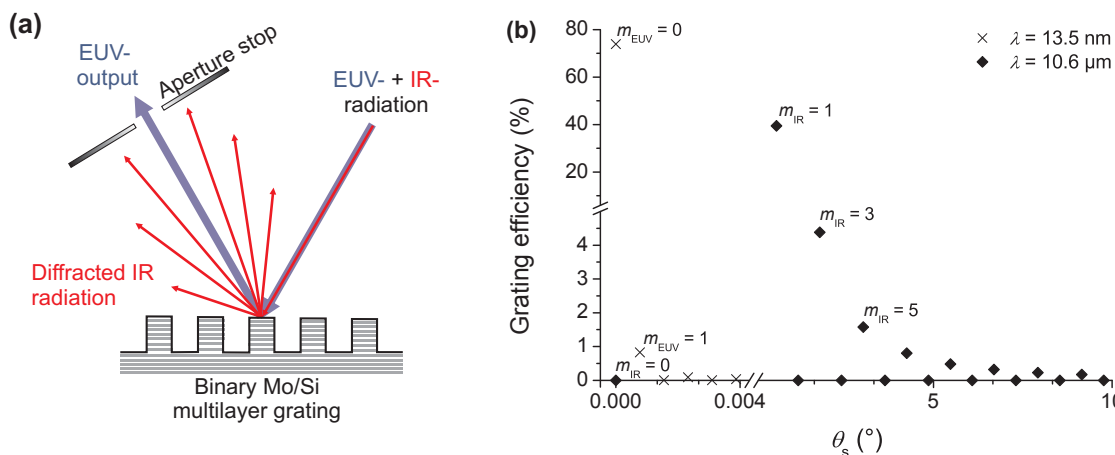 (a)
EUV-
output
Aperture stop
EUV- + IR-
radiation
Diffracted IR
radiation
Binary Mo/Si
multilayer grating
(b)
Grating efficiency (%)
80
60
40
20
4
3
2
1
0
m_EUV = 0
m_IR = 1
m_IR = 3
m_IR = 5
m_EUV = 1
m_IR = 0
× λ = 13.5 nm
◆ λ = 10.6 µm
0.000
0.004
5
10
θ_s (°)